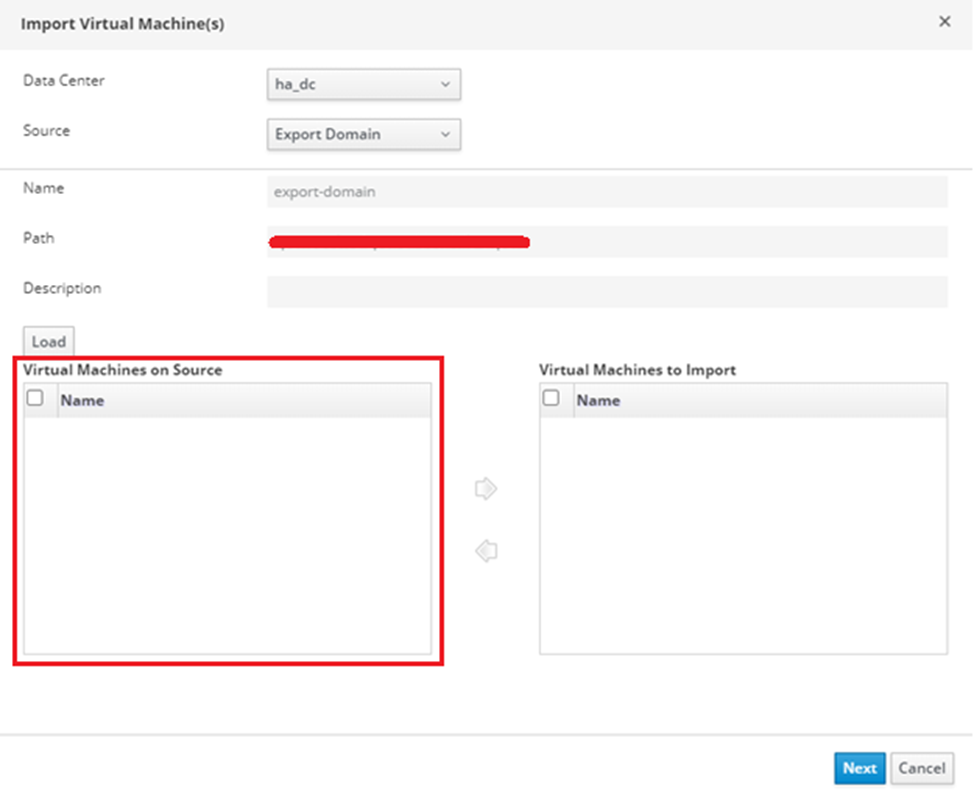 Import Virtual Machine(s)
Data Center
ha_dc
Source
Export Domain
Name
export-domain
Path
Description
Load
Virtual Machines on Source
Name
Virtual Machines to Import
Name
Next
Cancel